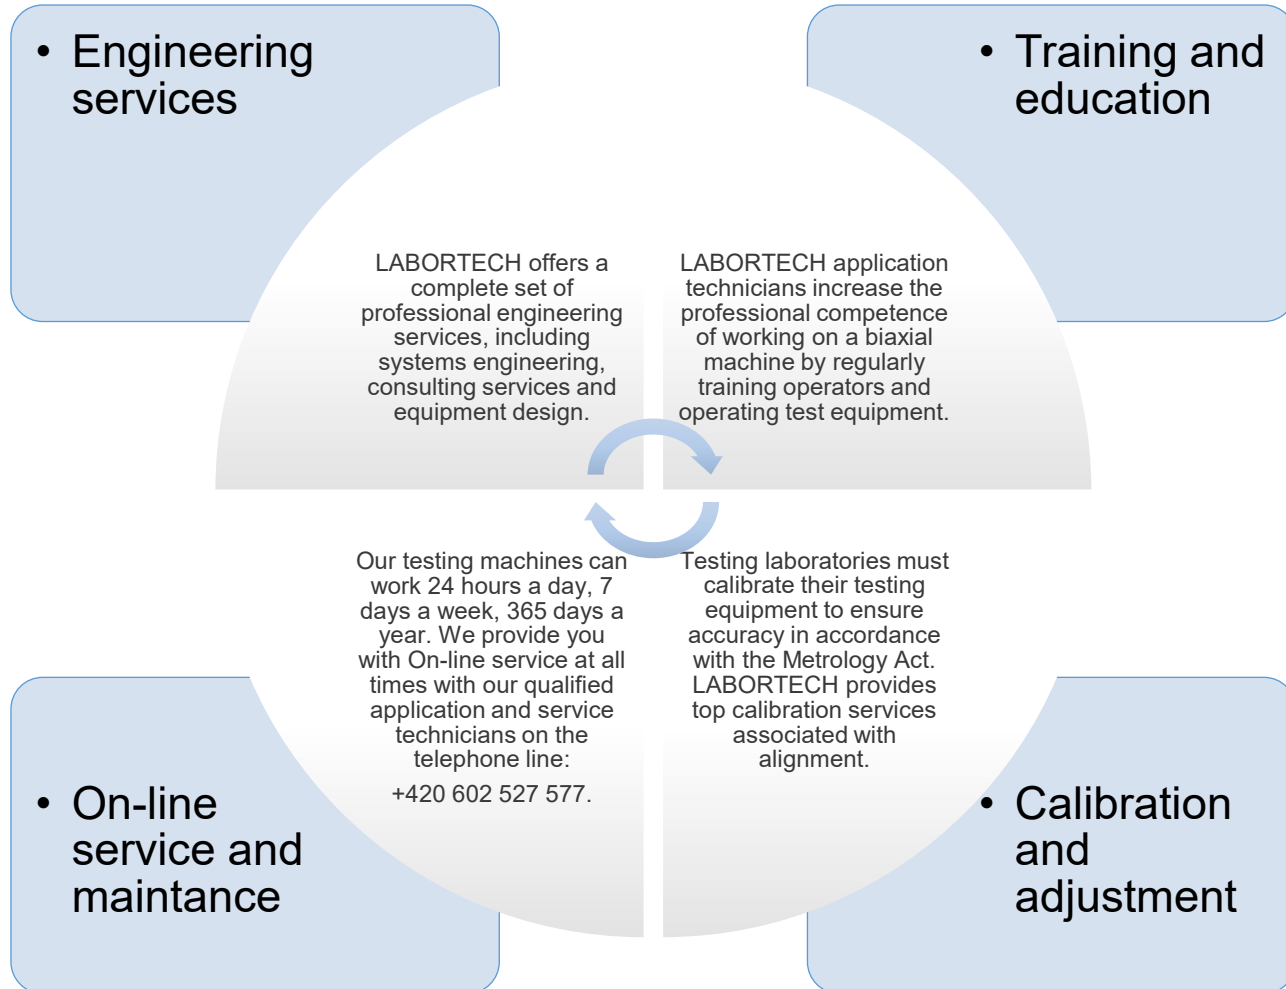 • Engineering
services
LABORTECH offers a
complete set of
professional engineering
services, including
systems engineering,
consulting services and
equipment design.
• Training and
education
LABORTECH application
technicians increase the
professional competence
of working on a biaxial
machine by regularly
training operators and
operating test equipment.
• On-line
service and
maintance
Our testing machines can
work 24 hours a day, 7
days a week, 365 days a
year. We provide you
with On-line service at all
times with our qualified
application and service
technicians on the
telephone line:
+420 602 527 577.
• Calibration
and
adjustment
Testing laboratories must
calibrate their testing
equipment to ensure
accuracy in accordance
with the Metrology Act.
LABORTECH provides
top calibration services
associated with
alignment.